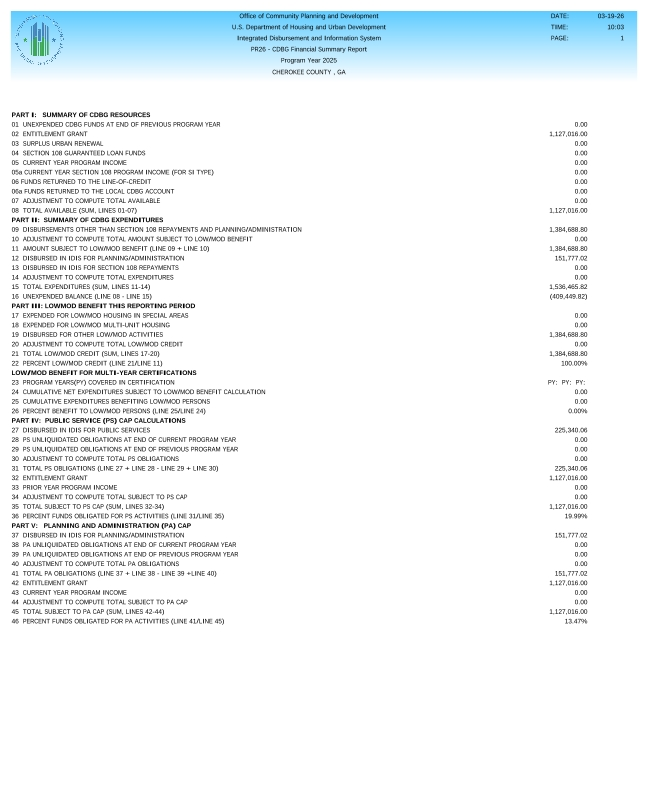 Office of Community Planning and Development
DATE: 03-19-26
U.S. Department of Housing and Urban Development
TIME: 10:03
Integrated Disbursement and Information System
PAGE: 1
PR26 - CDBG Financial Summary Report
Program Year 2025
CHEROKEE COUNTY , GA
PART I: SUMMARY OF CDBG RESOURCES
01 UNEXPENDED CDBG FUNDS AT END OF PREVIOUS PROGRAM YEAR 0.00
02 ENTITLEMENT GRANT 1,127,016.00
03 SURPLUS URBAN RENEWAL 0.00
04 SECTION 108 GUARANTEED LOAN FUNDS 0.00
05 CURRENT YEAR PROGRAM INCOME 0.00
05a CURRENT YEAR SECTION 108 PROGRAM INCOME (FOR SI TYPE) 0.00
06 FUNDS RETURNED TO THE LINE-OF-CREDIT 0.00
06a FUNDS RETURNED TO THE LOCAL CDBG ACCOUNT 0.00
07 ADJUSTMENT TO COMPUTE TOTAL AVAILABLE 0.00
08 TOTAL AVAILABLE (SUM, LINES 01-07) 1,127,016.00
PART II: SUMMARY OF CDBG EXPENDITURES
09 DISBURSEMENTS OTHER THAN SECTION 108 REPAYMENTS AND PLANNING/ADMINISTRATION 1,384,688.80
10 ADJUSTMENT TO COMPUTE TOTAL AMOUNT SUBJECT TO LOW/MOD BENEFIT 0.00
11 AMOUNT SUBJECT TO LOW/MOD BENEFIT (LINE 09 + LINE 10) 1,384,688.80
12 DISBURSED IN IDIS FOR PLANNING/ADMINISTRATION 151,777.02
13 DISBURSED IN IDIS FOR SECTION 108 REPAYMENTS 0.00
14 ADJUSTMENT TO COMPUTE TOTAL EXPENDITURES 0.00
15 TOTAL EXPENDITURES (SUM, LINES 11-14) 1,536,465.82
16 UNEXPENDED BALANCE (LINE 08 - LINE 15) (409,449.82)
PART III: LOWMOD BENEFIT THIS REPORTING PERIOD
17 EXPENDED FOR LOW/MOD HOUSING IN SPECIAL AREAS 0.00
18 EXPENDED FOR LOW/MOD MULTI-UNIT HOUSING 0.00
19 DISBURSED FOR OTHER LOW/MOD ACTIVITIES 1,384,688.80
20 ADJUSTMENT TO COMPUTE TOTAL LOW/MOD CREDIT 0.00
21 TOTAL LOW/MOD CREDIT (SUM, LINES 17-20) 1,384,688.80
22 PERCENT LOW/MOD CREDIT (LINE 21/LINE 11) 100.00%
LOW/MOD BENEFIT FOR MULTI-YEAR CERTIFICATIONS
23 PROGRAM YEARS(PY) COVERED IN CERTIFICATION PY: PY: PY:
24 CUMULATIVE NET EXPENDITURES SUBJECT TO LOW/MOD BENEFIT CALCULATION 0.00
25 CUMULATIVE EXPENDITURES BENEFITING LOW/MOD PERSONS 0.00
26 PERCENT BENEFIT TO LOW/MOD PERSONS (LINE 25/LINE 24) 0.00%
PART IV: PUBLIC SERVICE (PS) CAP CALCULATIONS
27 DISBURSED IN IDIS FOR PUBLIC SERVICES 225,340.06
28 PS UNLIQUIDATED OBLIGATIONS AT END OF CURRENT PROGRAM YEAR 0.00
29 PS UNLIQUIDATED OBLIGATIONS AT END OF PREVIOUS PROGRAM YEAR 0.00
30 ADJUSTMENT TO COMPUTE TOTAL PS OBLIGATIONS 0.00
31 TOTAL PS OBLIGATIONS (LINE 27 + LINE 28 - LINE 29 + LINE 30) 225,340.06
32 ENTITLEMENT GRANT 1,127,016.00
33 PRIOR YEAR PROGRAM INCOME 0.00
34 ADJUSTMENT TO COMPUTE TOTAL SUBJECT TO PS CAP 0.00
35 TOTAL SUBJECT TO PS CAP (SUM, LINES 32-34) 1,127,016.00
36 PERCENT FUNDS OBLIGATED FOR PS ACTIVITIES (LINE 31/LINE 35) 19.99%
PART V: PLANNING AND ADMINISTRATION (PA) CAP
37 DISBURSED IN IDIS FOR PLANNING/ADMINISTRATION 151,777.02
38 PA UNLIQUIDATED OBLIGATIONS AT END OF CURRENT PROGRAM YEAR 0.00
39 PA UNLIQUIDATED OBLIGATIONS AT END OF PREVIOUS PROGRAM YEAR 0.00
40 ADJUSTMENT TO COMPUTE TOTAL PA OBLIGATIONS 0.00
41 TOTAL PA OBLIGATIONS (LINE 37 + LINE 38 - LINE 39 +LINE 40) 151,777.02
42 ENTITLEMENT GRANT 1,127,016.00
43 CURRENT YEAR PROGRAM INCOME 0.00
44 ADJUSTMENT TO COMPUTE TOTAL SUBJECT TO PA CAP 0.00
45 TOTAL SUBJECT TO PA CAP (SUM, LINES 42-44) 1,127,016.00
46 PERCENT FUNDS OBLIGATED FOR PA ACTIVITIES (LINE 41/LINE 45) 13.47%